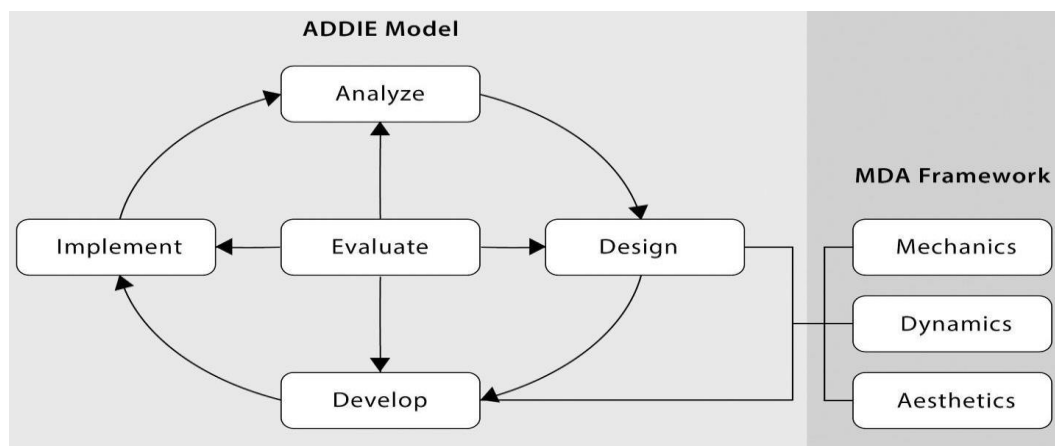 ADDIE Model
Analyze
MDA Framework
Implement
Evaluate
Design
Mechanics
Dynamics
Develop
Aesthetics